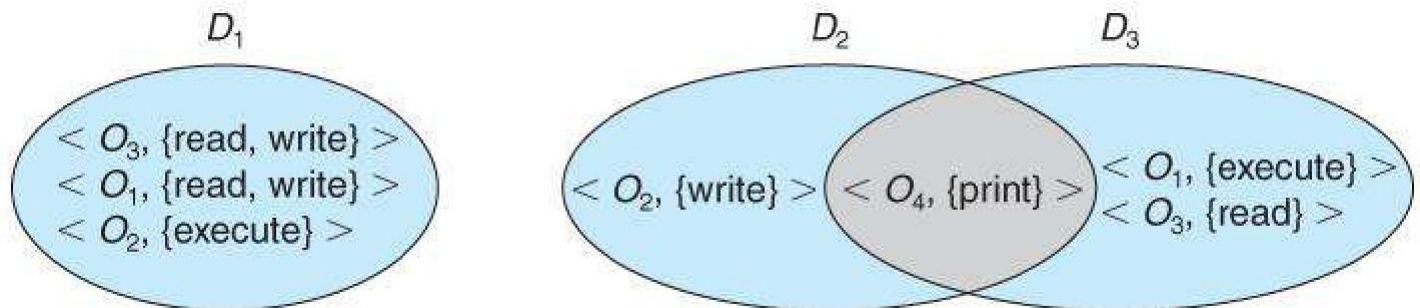 D₁
< O₃, {read, write} >
< O₁, {read, write} >
< O₂, {execute} >
D₂ D₃
< O₂, {write} > < O₄, {print} >
< O₁, {execute} >
< O₃, {read} >